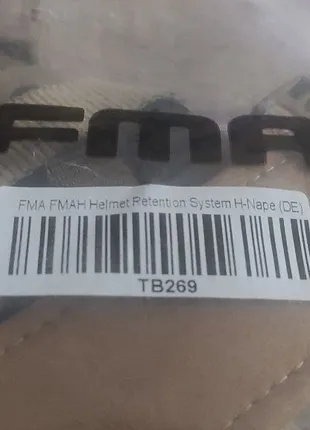 FMA
FMA FMAH Helmet Retention System H-Nape (DE)
TB269